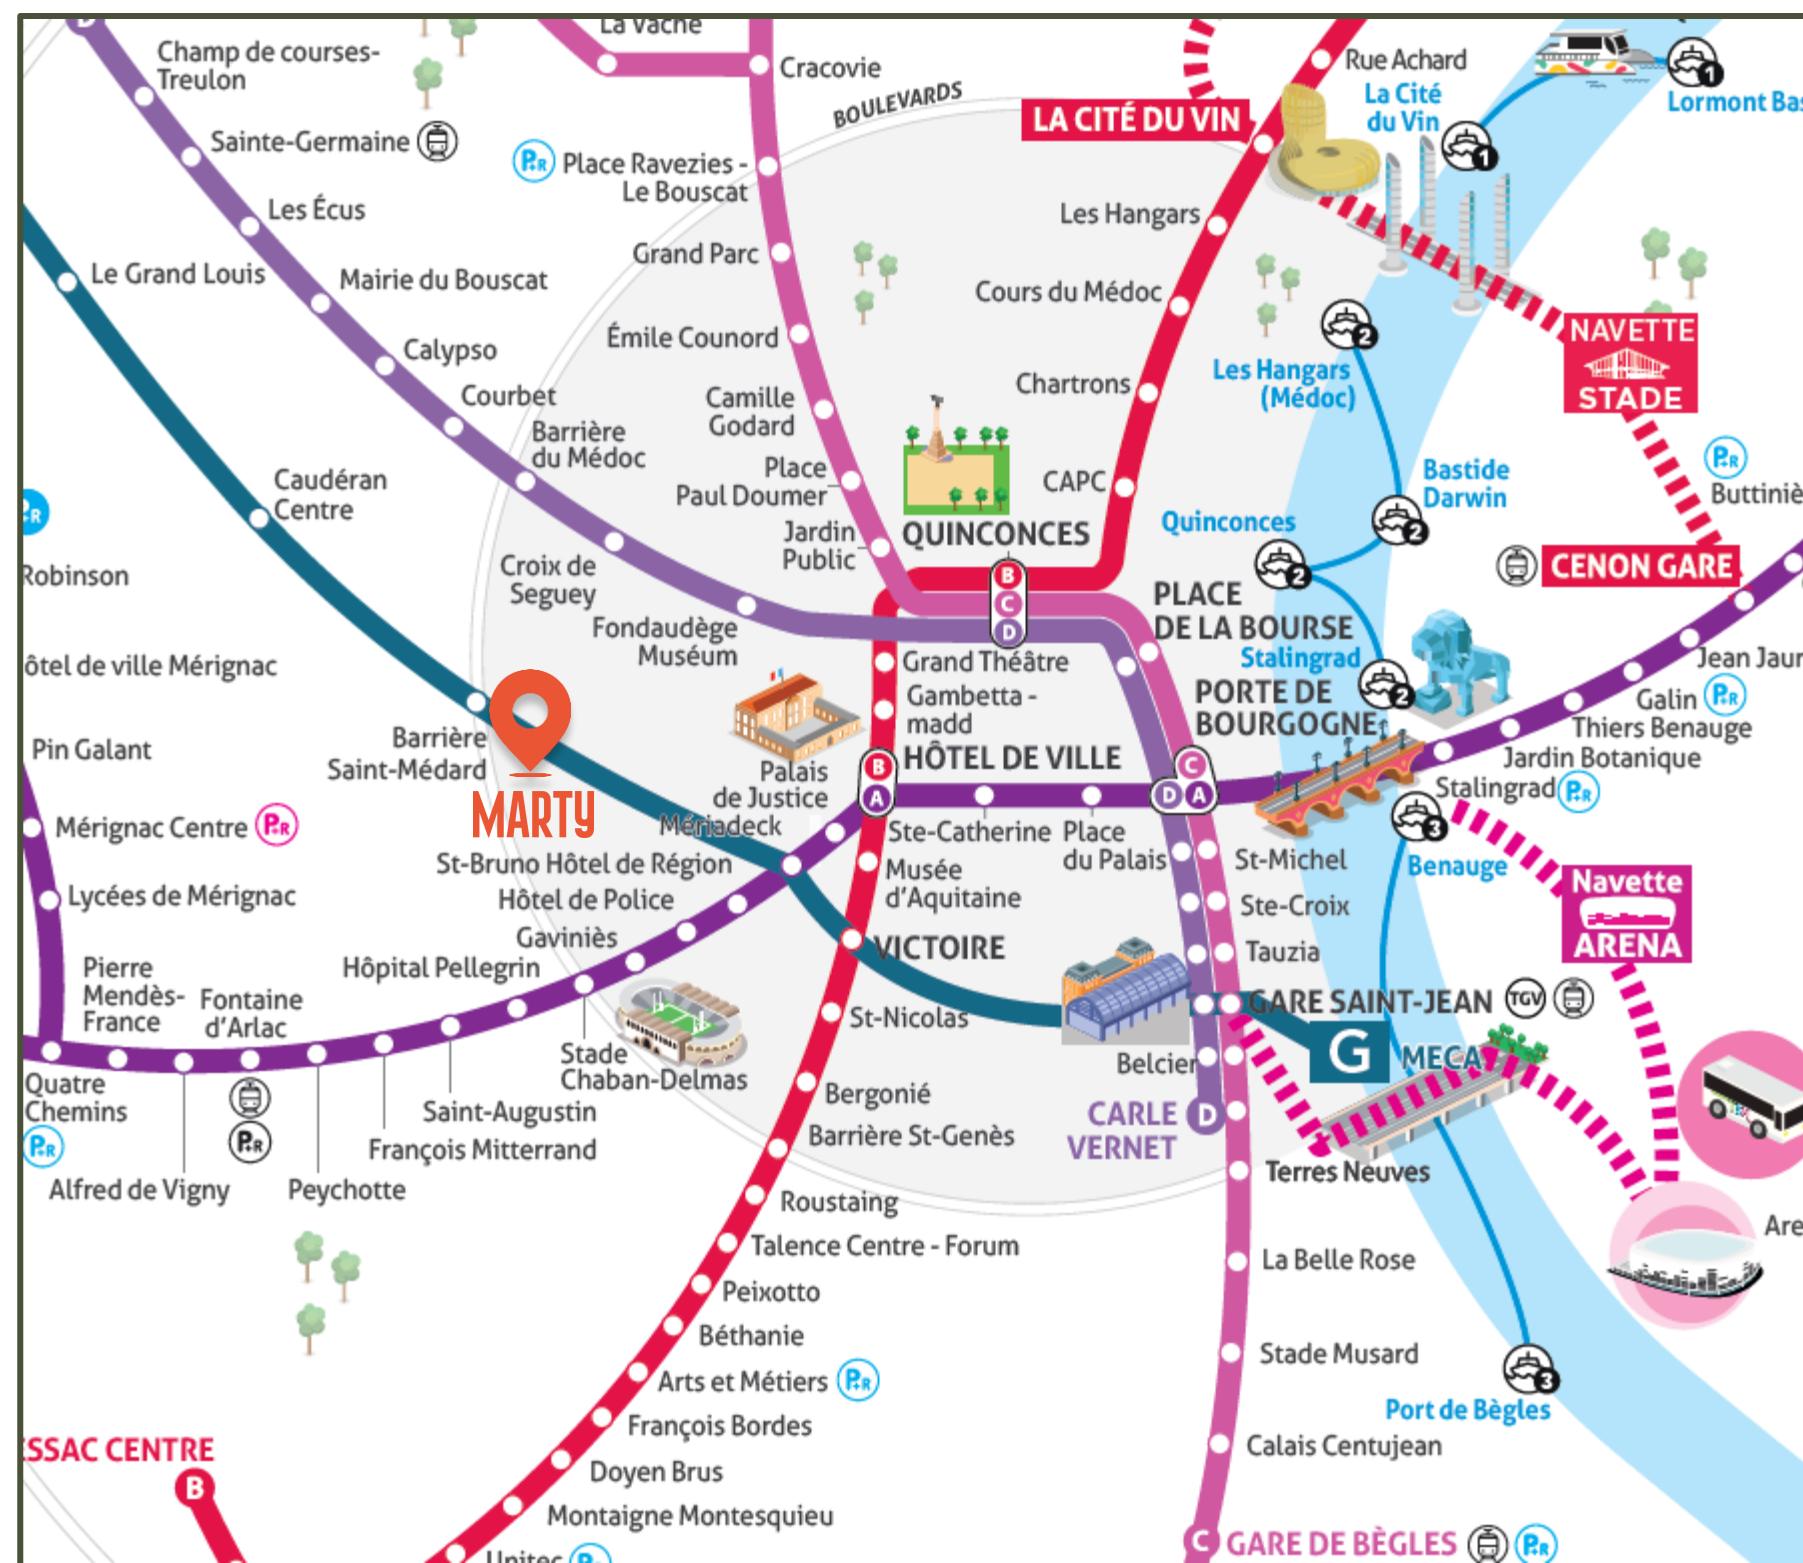 La Vache
Champ de courses-
Treulon
Cracovie
BOULEVARDS
Rue Achard
La Cité
du Vin
1
Lormont Bas
LA CITÉ DU VIN
1
Sainte-Germaine
P+R Place Ravezies -
Le Bouscat
Les Écus
Les Hangars
Grand Parc
Le Grand Louis
Mairie du Bouscat
Cours du Médoc
NAVETTE
STADE
Émile Counord
2
Calypso
Les Hangars
(Médoc)
Chartrons
Courbet
Camille
Godard
Barrière
du Médoc
P+R
Buttiniè
Place
Paul Doumer
CAPC
Bastide
Darwin
2
Caudéran
Centre
P+R
Quinconces
2
Jardin
Public
QUINCONCES
B
C
D
CENON GARE
Robinson
Croix de
Seguey
PLACE
DE LA BOURSE
Fondaudège
Muséum
Stalingrad
2
ôtel de ville Mérignac
Grand Théâtre
Jean Jaur
Gambetta -
madd
PORTE DE
BOURGOGNE
Galin P+R
Thiers Benauge
Jardin Botanique
Stalingrad P+R
Pin Galant
Barrière
Saint-Médard
MARTY
Palais
de Justice
B
A
HÔTEL DE VILLE
C
D A
Mérignac Centre P+R
Mériadeck
Ste-Catherine
Place
du Palais
3
Benauge
St-Bruno Hôtel de Région
Musée
d'Aquitaine
St-Michel
Navette
ARENA
Lycées de Mérignac
Hôtel de Police
Ste-Croix
Gaviniès
VICTOIRE
Tauzia
Pierre
Mendès-
France
Fontaine
d'Arlac
Hôpital Pellegrin
GARE SAINT-JEAN TGV
St-Nicolas
G
MECA
Stade
Chaban-Delmas
Belcier
Quatre
Chemins
P+R
P+R
Saint-Augustin
Bergonié
CARLE
VERNET
D
François Mitterrand
Barrière St-Genès
Alfred de Vigny
Peychotte
Terres Neuves
Roustaing
Are
Talence Centre - Forum
La Belle Rose
Peixotto
Béthanie
Stade Musard
Arts et Métiers P+R
3
Port de Bègles
François Bordes
Calais Centujean
ESSAC CENTRE
B
Doyen Brus
Montaigne Montesquieu
C GARE DE BÈGLES P+R
Unitec